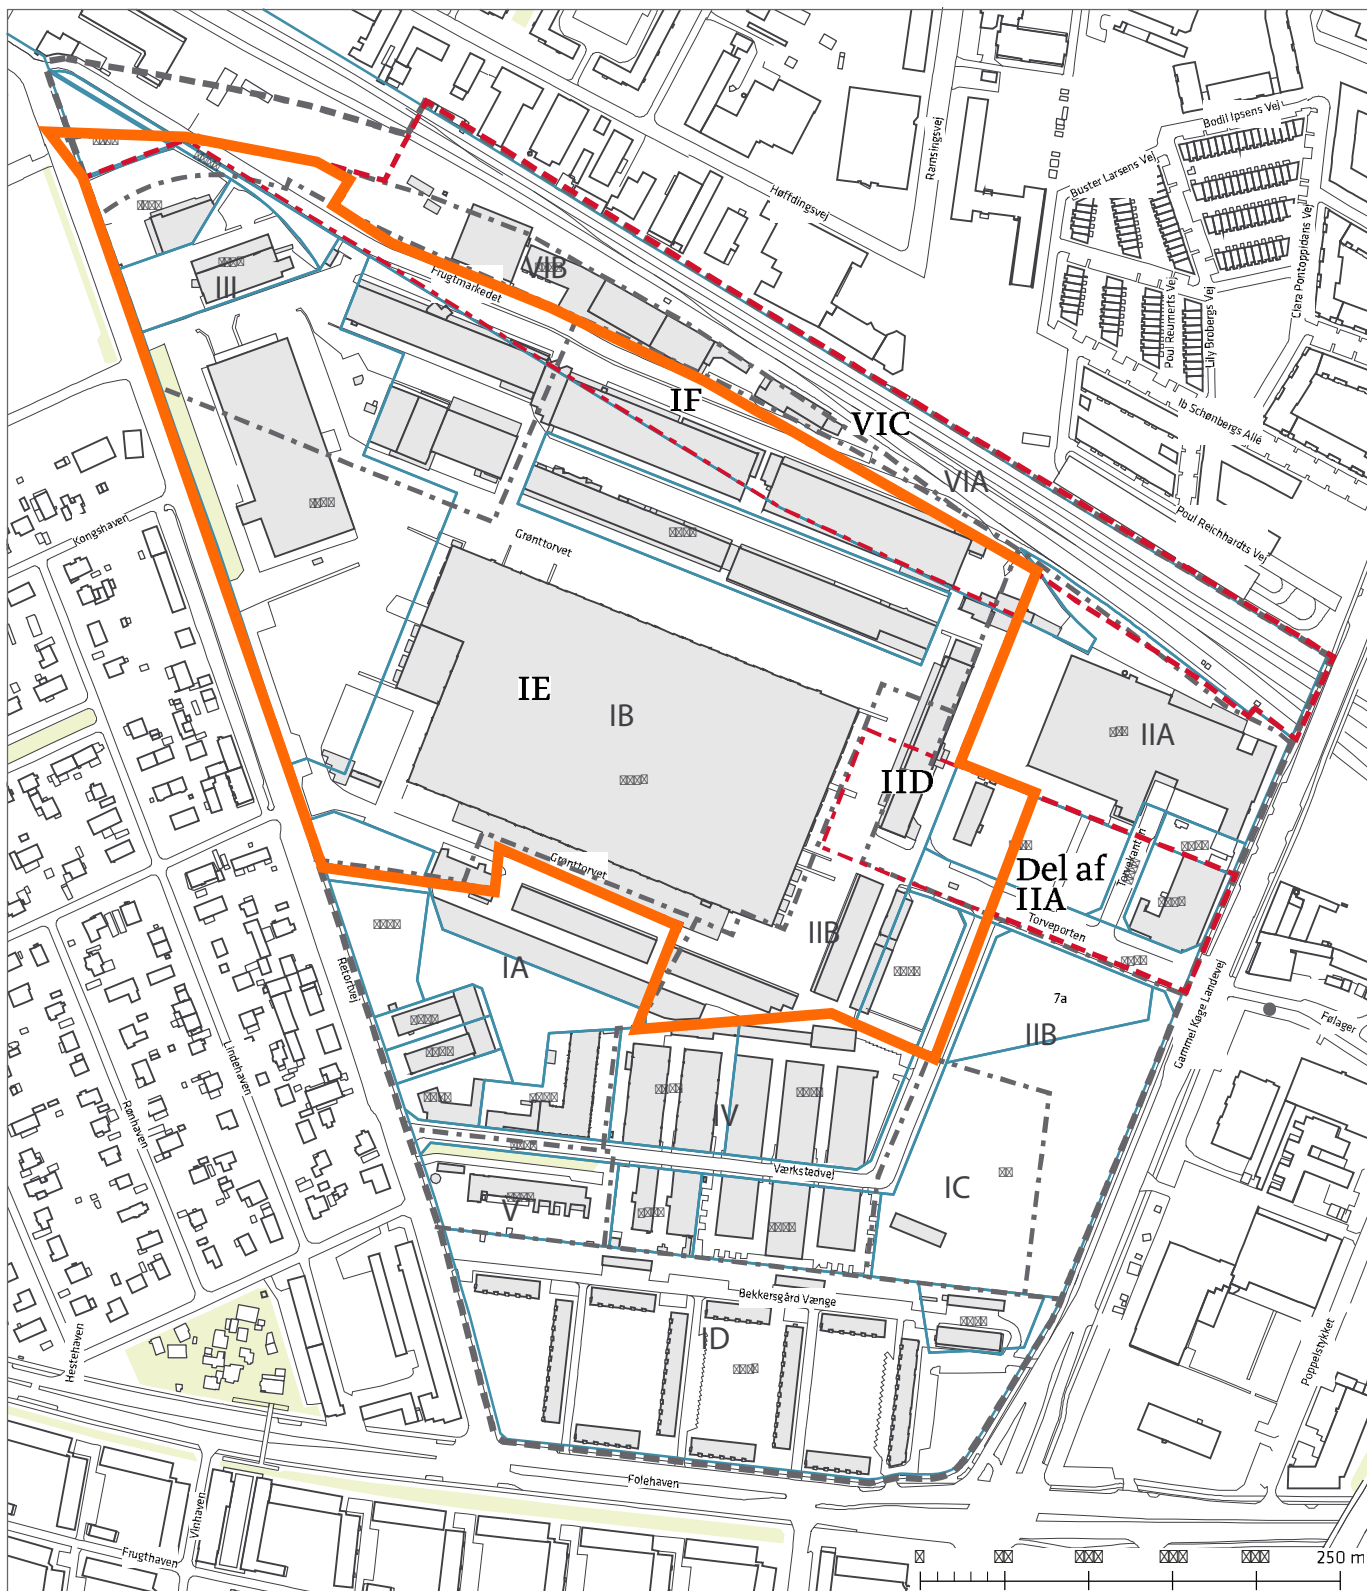 Bodil Ipsens Vej
Ramsingsvej
Buster Larsens Vej
Høffdingsvej
Clara Pontoppidans Vej
VIB
Frugtmarkedet
III
Poul Reumerts Vej
Lily Brobergs Vej
IF
VIC
Ib Schønbergs Allé
VIA
Poul Reichhardts Vej
Kongshaven
Grønttorvet
IE
IB
IIA
IID
Grønttorvet
Del af
IIA
Torveporten
IIB
IA
7a
IIB
Retortvej
Gammel Køge Landevej
Følager
Lindehaven
Rønhaven
IV
Værkstedvej
IC
V
Bekkersgård Vænge
ID
Hestehaven
Poppelstykket
Folehaven
Vinhaven
Frugthaven
250 m